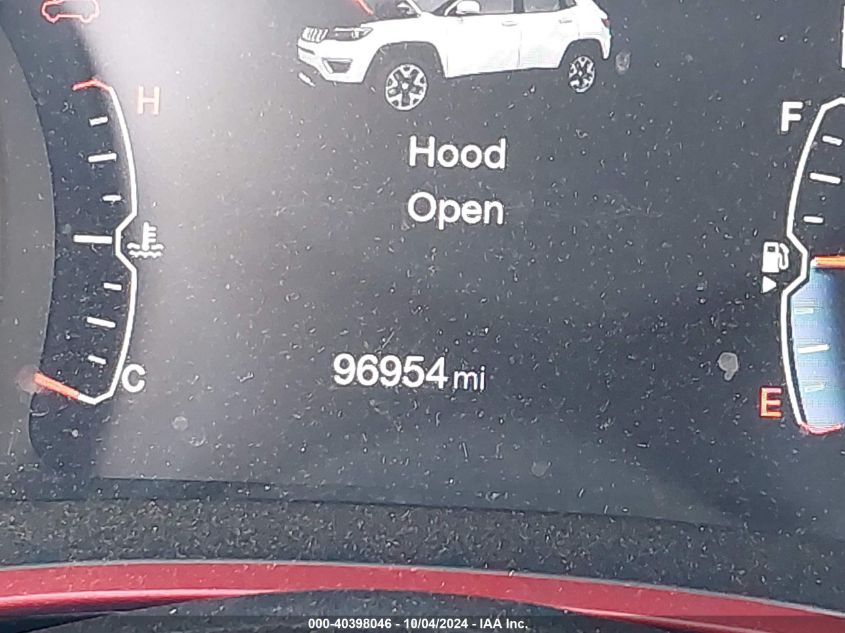 H
F
Hood
Open
96954 mi
C
E
000-40398046 - 10/04/2024 - IAA Inc.